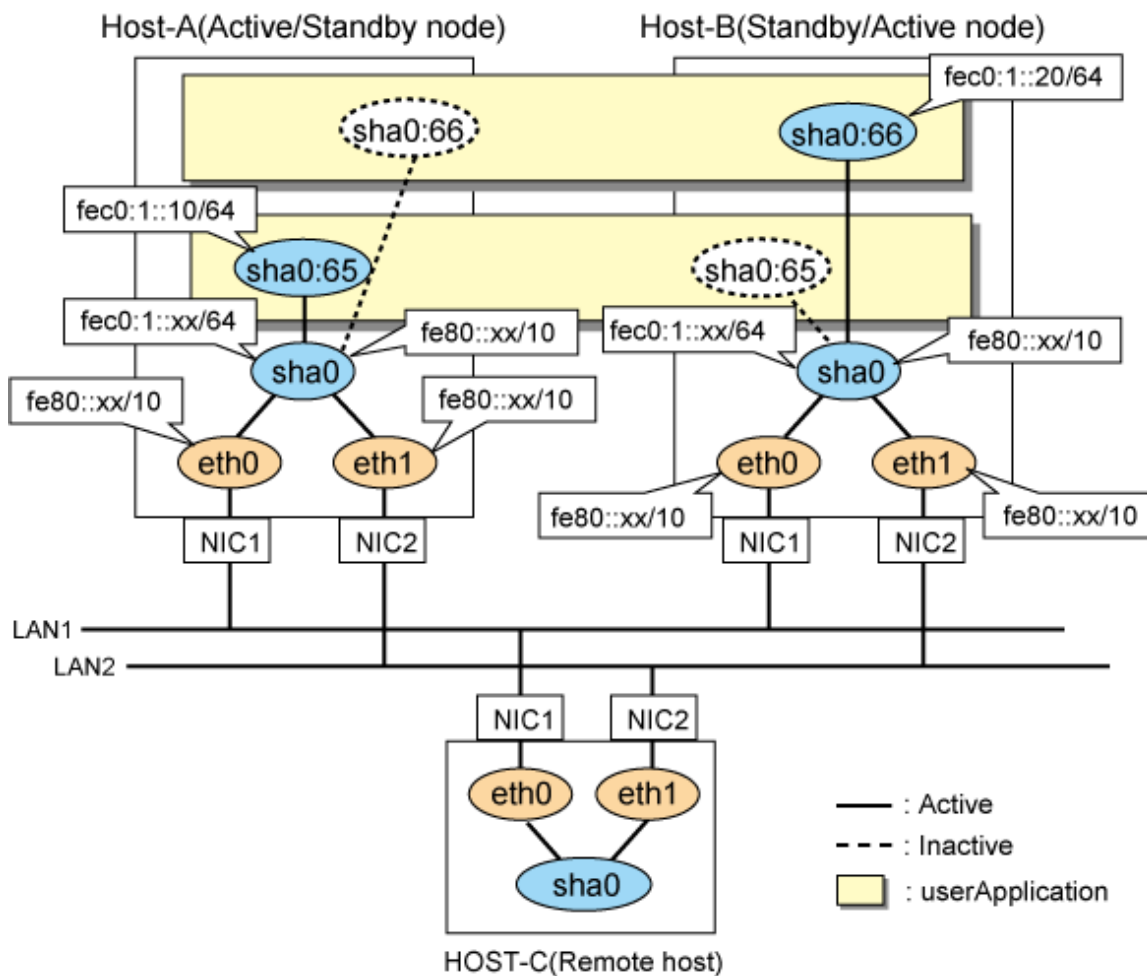 Host-A(Active/Standby node)
Host-B(Standby/Active node)
fec0:1::20/64
sha0:66
sha0:66
fec0:1::10/64
sha0:65
sha0:65
fec0:1::xx/64
fe80::xx/10
fec0:1::xx/64
fe80::xx/10
sha0
sha0
fe80::xx/10
fe80::xx/10
eth0
eth1
eth0
eth1
fe80::xx/10
fe80::xx/10
NIC1
NIC2
NIC1
NIC2
LAN1
LAN2
NIC1
NIC2
eth0
eth1
sha0
: Active
: Inactive
: userApplication
HOST-C(Remote host)